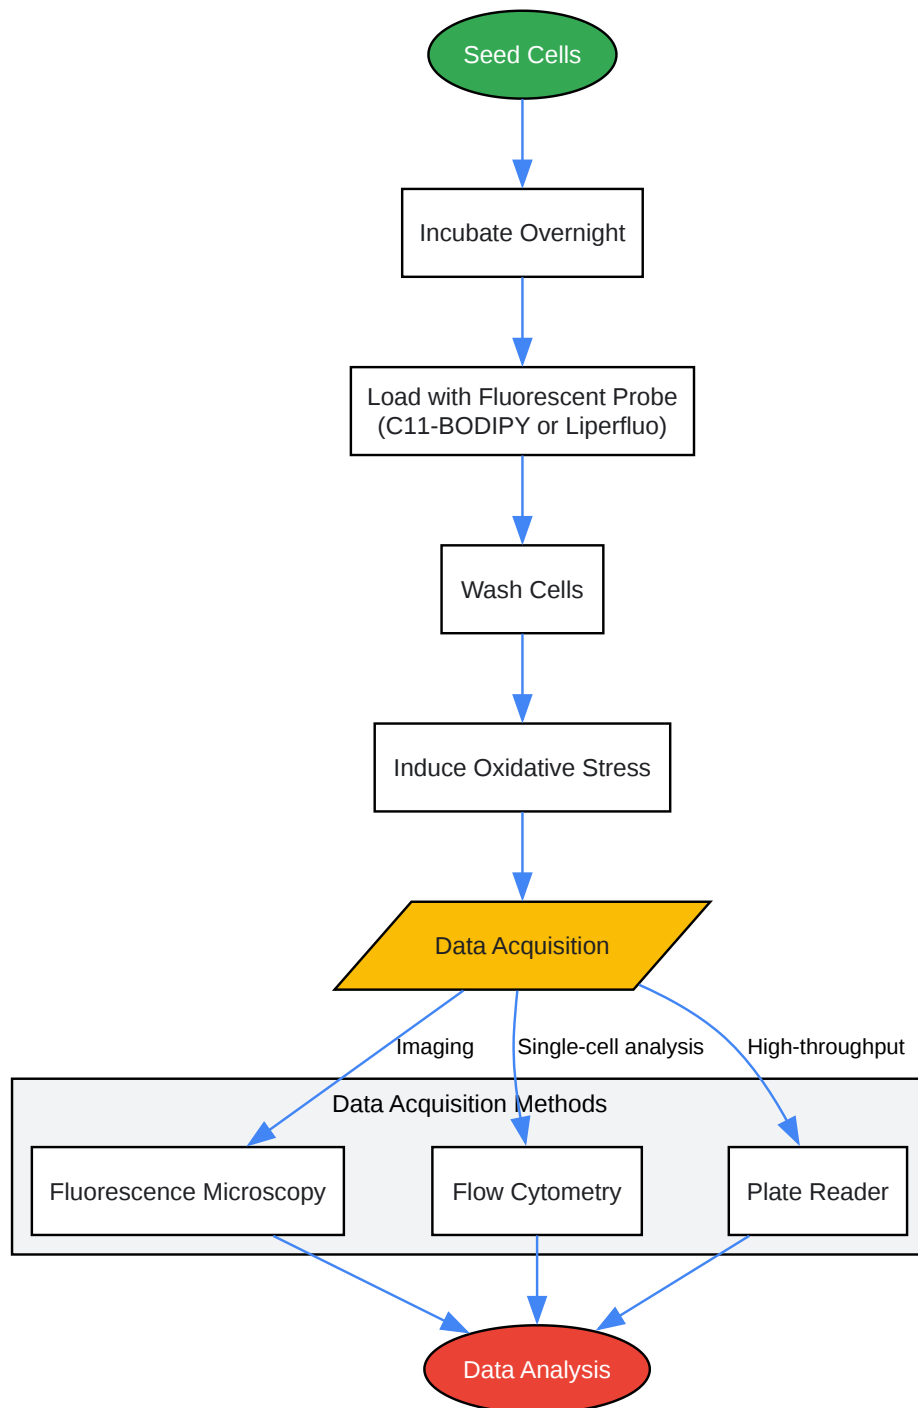 Seed Cells
Incubate Overnight
Load with Fluorescent Probe
(C11-BODIPY or Liperfluo)
Wash Cells
Induce Oxidative Stress
Data Acquisition
Imaging
Single-cell analysis
High-throughput
Data Acquisition Methods
Fluorescence Microscopy
Flow Cytometry
Plate Reader
Data Analysis